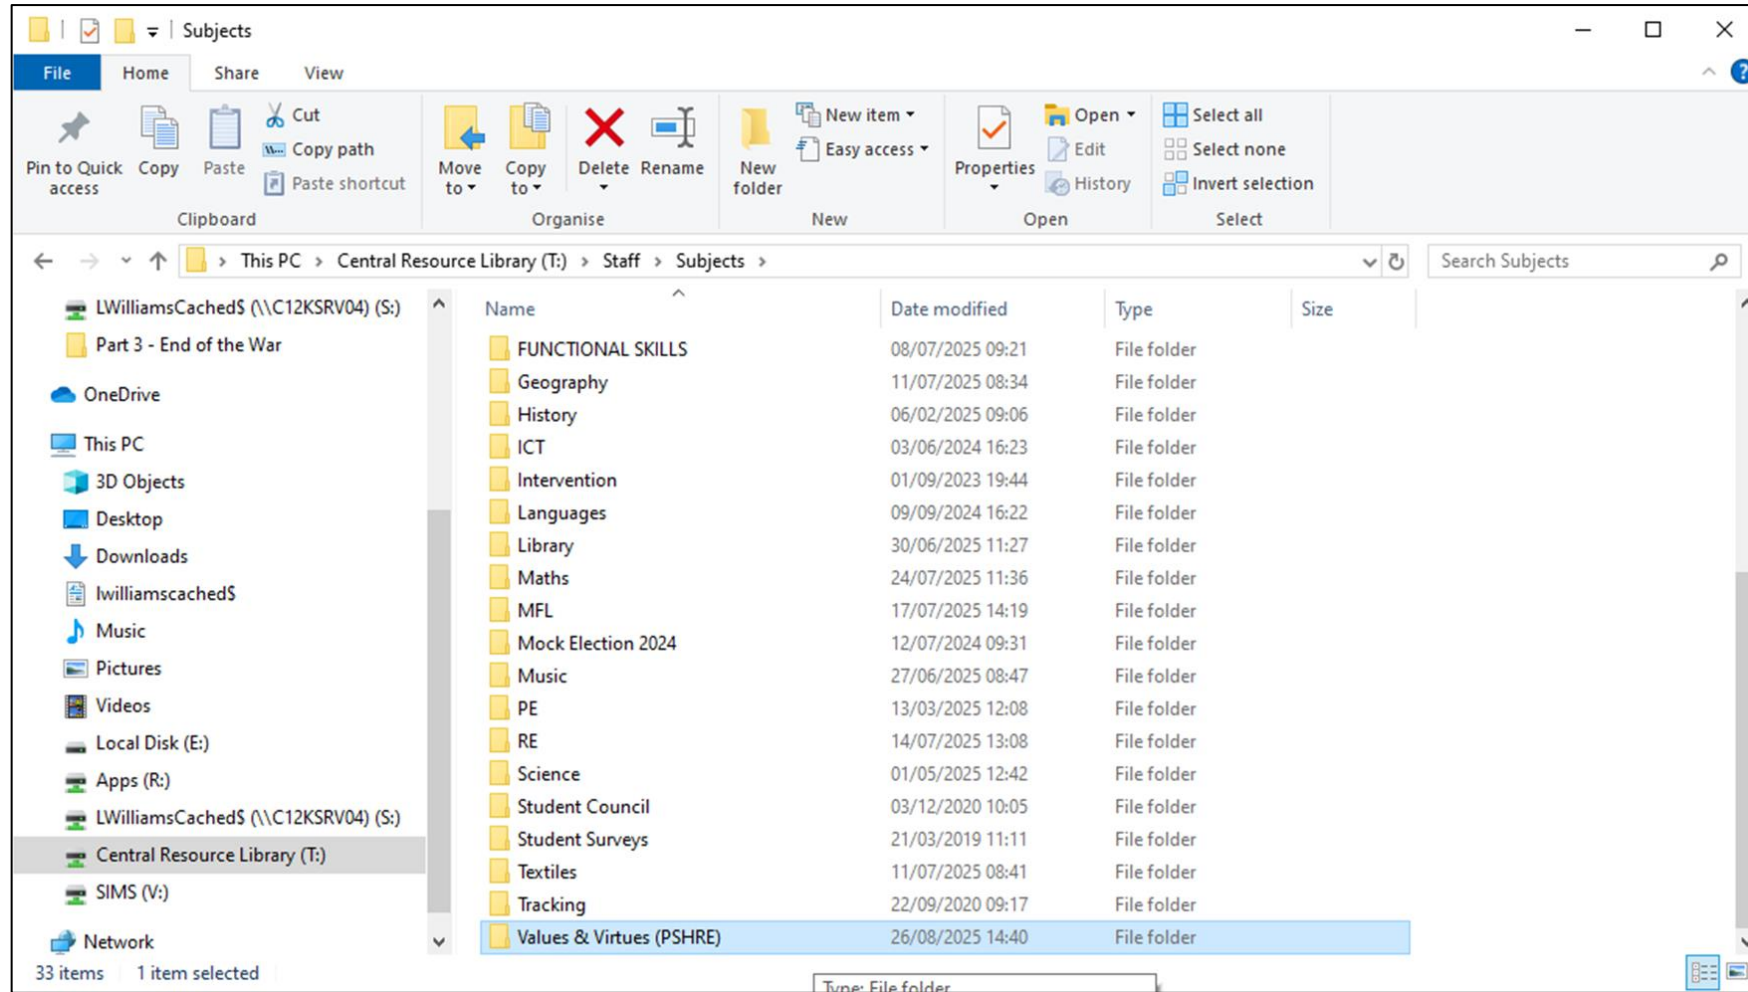 Subjects
File Home Share View
Pin to Quick access
Copy
Paste
Cut
Copy path
Paste shortcut
Clipboard
Move to
Copy to
Delete
Rename
Organise
New folder
New item
Easy access
New
Properties
Open
Edit
History
Open
Select all
Select none
Invert selection
Select
This PC > Central Resource Library (T:) > Staff > Subjects >
Search Subjects
LWilliamsCached$ (\\C12KSRV04) (S:)
Part 3 - End of the War
OneDrive
This PC
3D Objects
Desktop
Downloads
lwilliamscached$
Music
Pictures
Videos
Local Disk (E:)
Apps (R:)
LWilliamsCached$ (\\C12KSRV04) (S:)
Central Resource Library (T:)
SIMS (V:)
Network
Name Date modified Type Size
FUNCTIONAL SKILLS 08/07/2025 09:21 File folder
Geography 11/07/2025 08:34 File folder
History 06/02/2025 09:06 File folder
ICT 03/06/2024 16:23 File folder
Intervention 01/09/2023 19:44 File folder
Languages 09/09/2024 16:22 File folder
Library 30/06/2025 11:27 File folder
Maths 24/07/2025 11:36 File folder
MFL 17/07/2025 14:19 File folder
Mock Election 2024 12/07/2024 09:31 File folder
Music 27/06/2025 08:47 File folder
PE 13/03/2025 12:08 File folder
RE 14/07/2025 13:08 File folder
Science 01/05/2025 12:42 File folder
Student Council 03/12/2020 10:05 File folder
Student Surveys 21/03/2019 11:11 File folder
Textiles 11/07/2025 08:41 File folder
Tracking 22/09/2020 09:17 File folder
Values & Virtues (PSHRE) 26/08/2025 14:40 File folder
33 items 1 item selected
Type: File folder